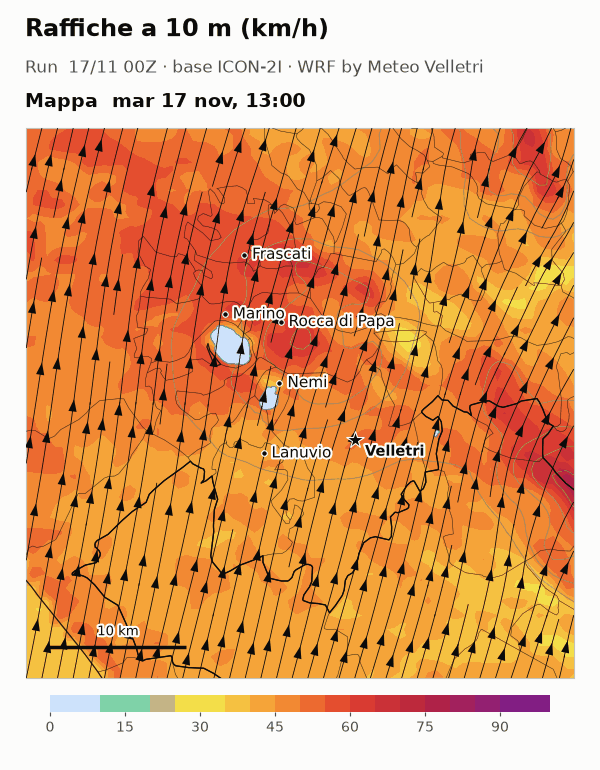 Raffiche a 10 m (km/h)
Run 17/11 00Z · base ICON-2I · WRF by Meteo Velletri
Mappa mar 17 nov, 13:00
Frascati
Marino
Rocca di Papa
Nemi
Velletri
Lanuvio
10 km
0 15 30 45 60 75 90